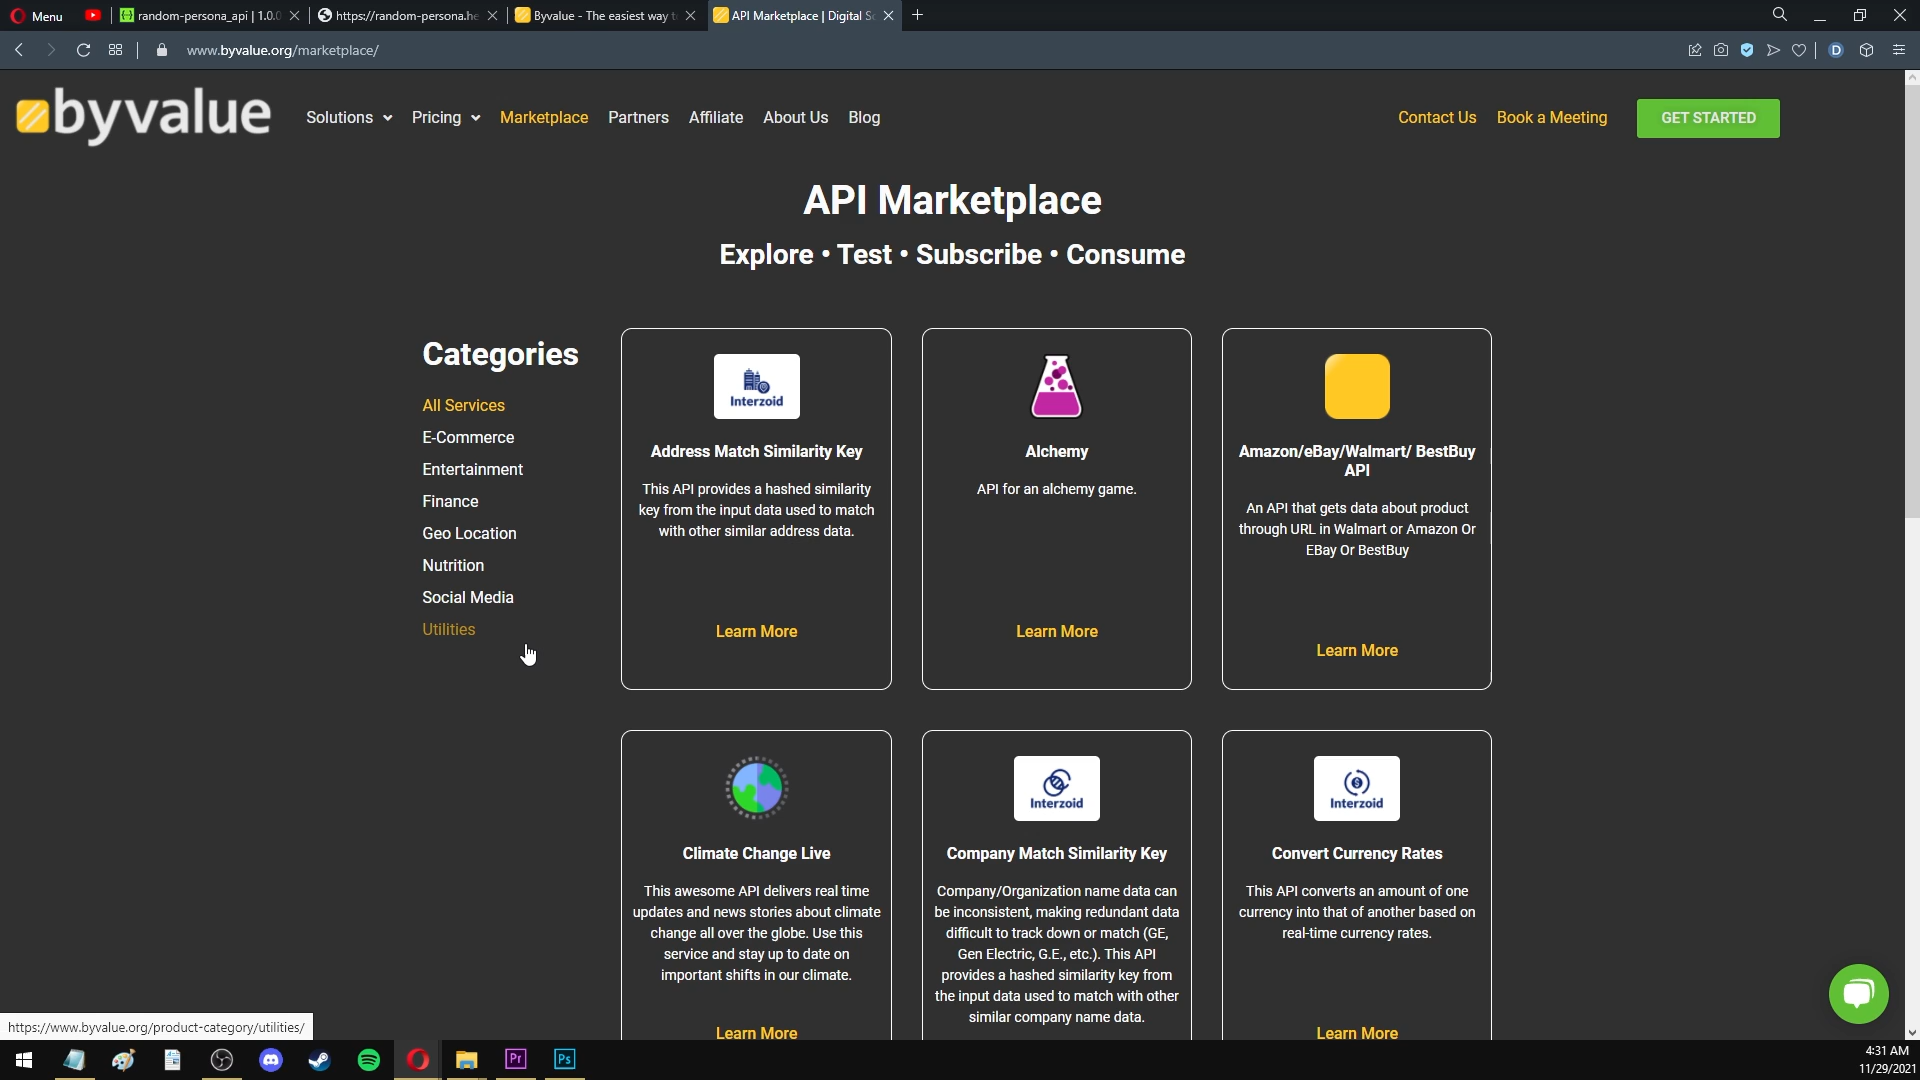 Menu
random-persona_api | 1.0.0
https://random-persona.he
Byvalue - The easiest way t
API Marketplace | Digital S
www.byvalue.org/marketplace/
D
byvalue
Solutions
Pricing
Marketplace
Partners
Affiliate
About Us
Blog
Contact Us
Book a Meeting
GET STARTED
API Marketplace
Explore • Test • Subscribe • Consume
Categories
All Services
E-Commerce
Entertainment
Finance
Geo Location
Nutrition
Social Media
Utilities
Interzoid
Address Match Similarity Key
This API provides a hashed similarity
key from the input data used to match
with other similar address data.
Learn More
Alchemy
API for an alchemy game.
Learn More
Amazon/eBay/Walmart/ BestBuy
API
An API that gets data about product
through URL in Walmart or Amazon Or
EBay Or BestBuy
Learn More
Climate Change Live
This awesome API delivers real time
updates and news stories about climate
change all over the globe. Use this
service and stay up to date on
important shifts in our climate.
Learn More
Interzoid
Company Match Similarity Key
Company/Organization name data can
be inconsistent, making redundant data
difficult to track down or match (GE,
Gen Electric, G.E., etc.). This API
provides a hashed similarity key from
the input data used to match with other
similar company name data.
Interzoid
Convert Currency Rates
This API converts an amount of one
currency into that of another based on
real-time currency rates.
Learn More
https://www.byvalue.org/product-category/utilities/
Pr
Ps
4:31 AM
11/29/2021